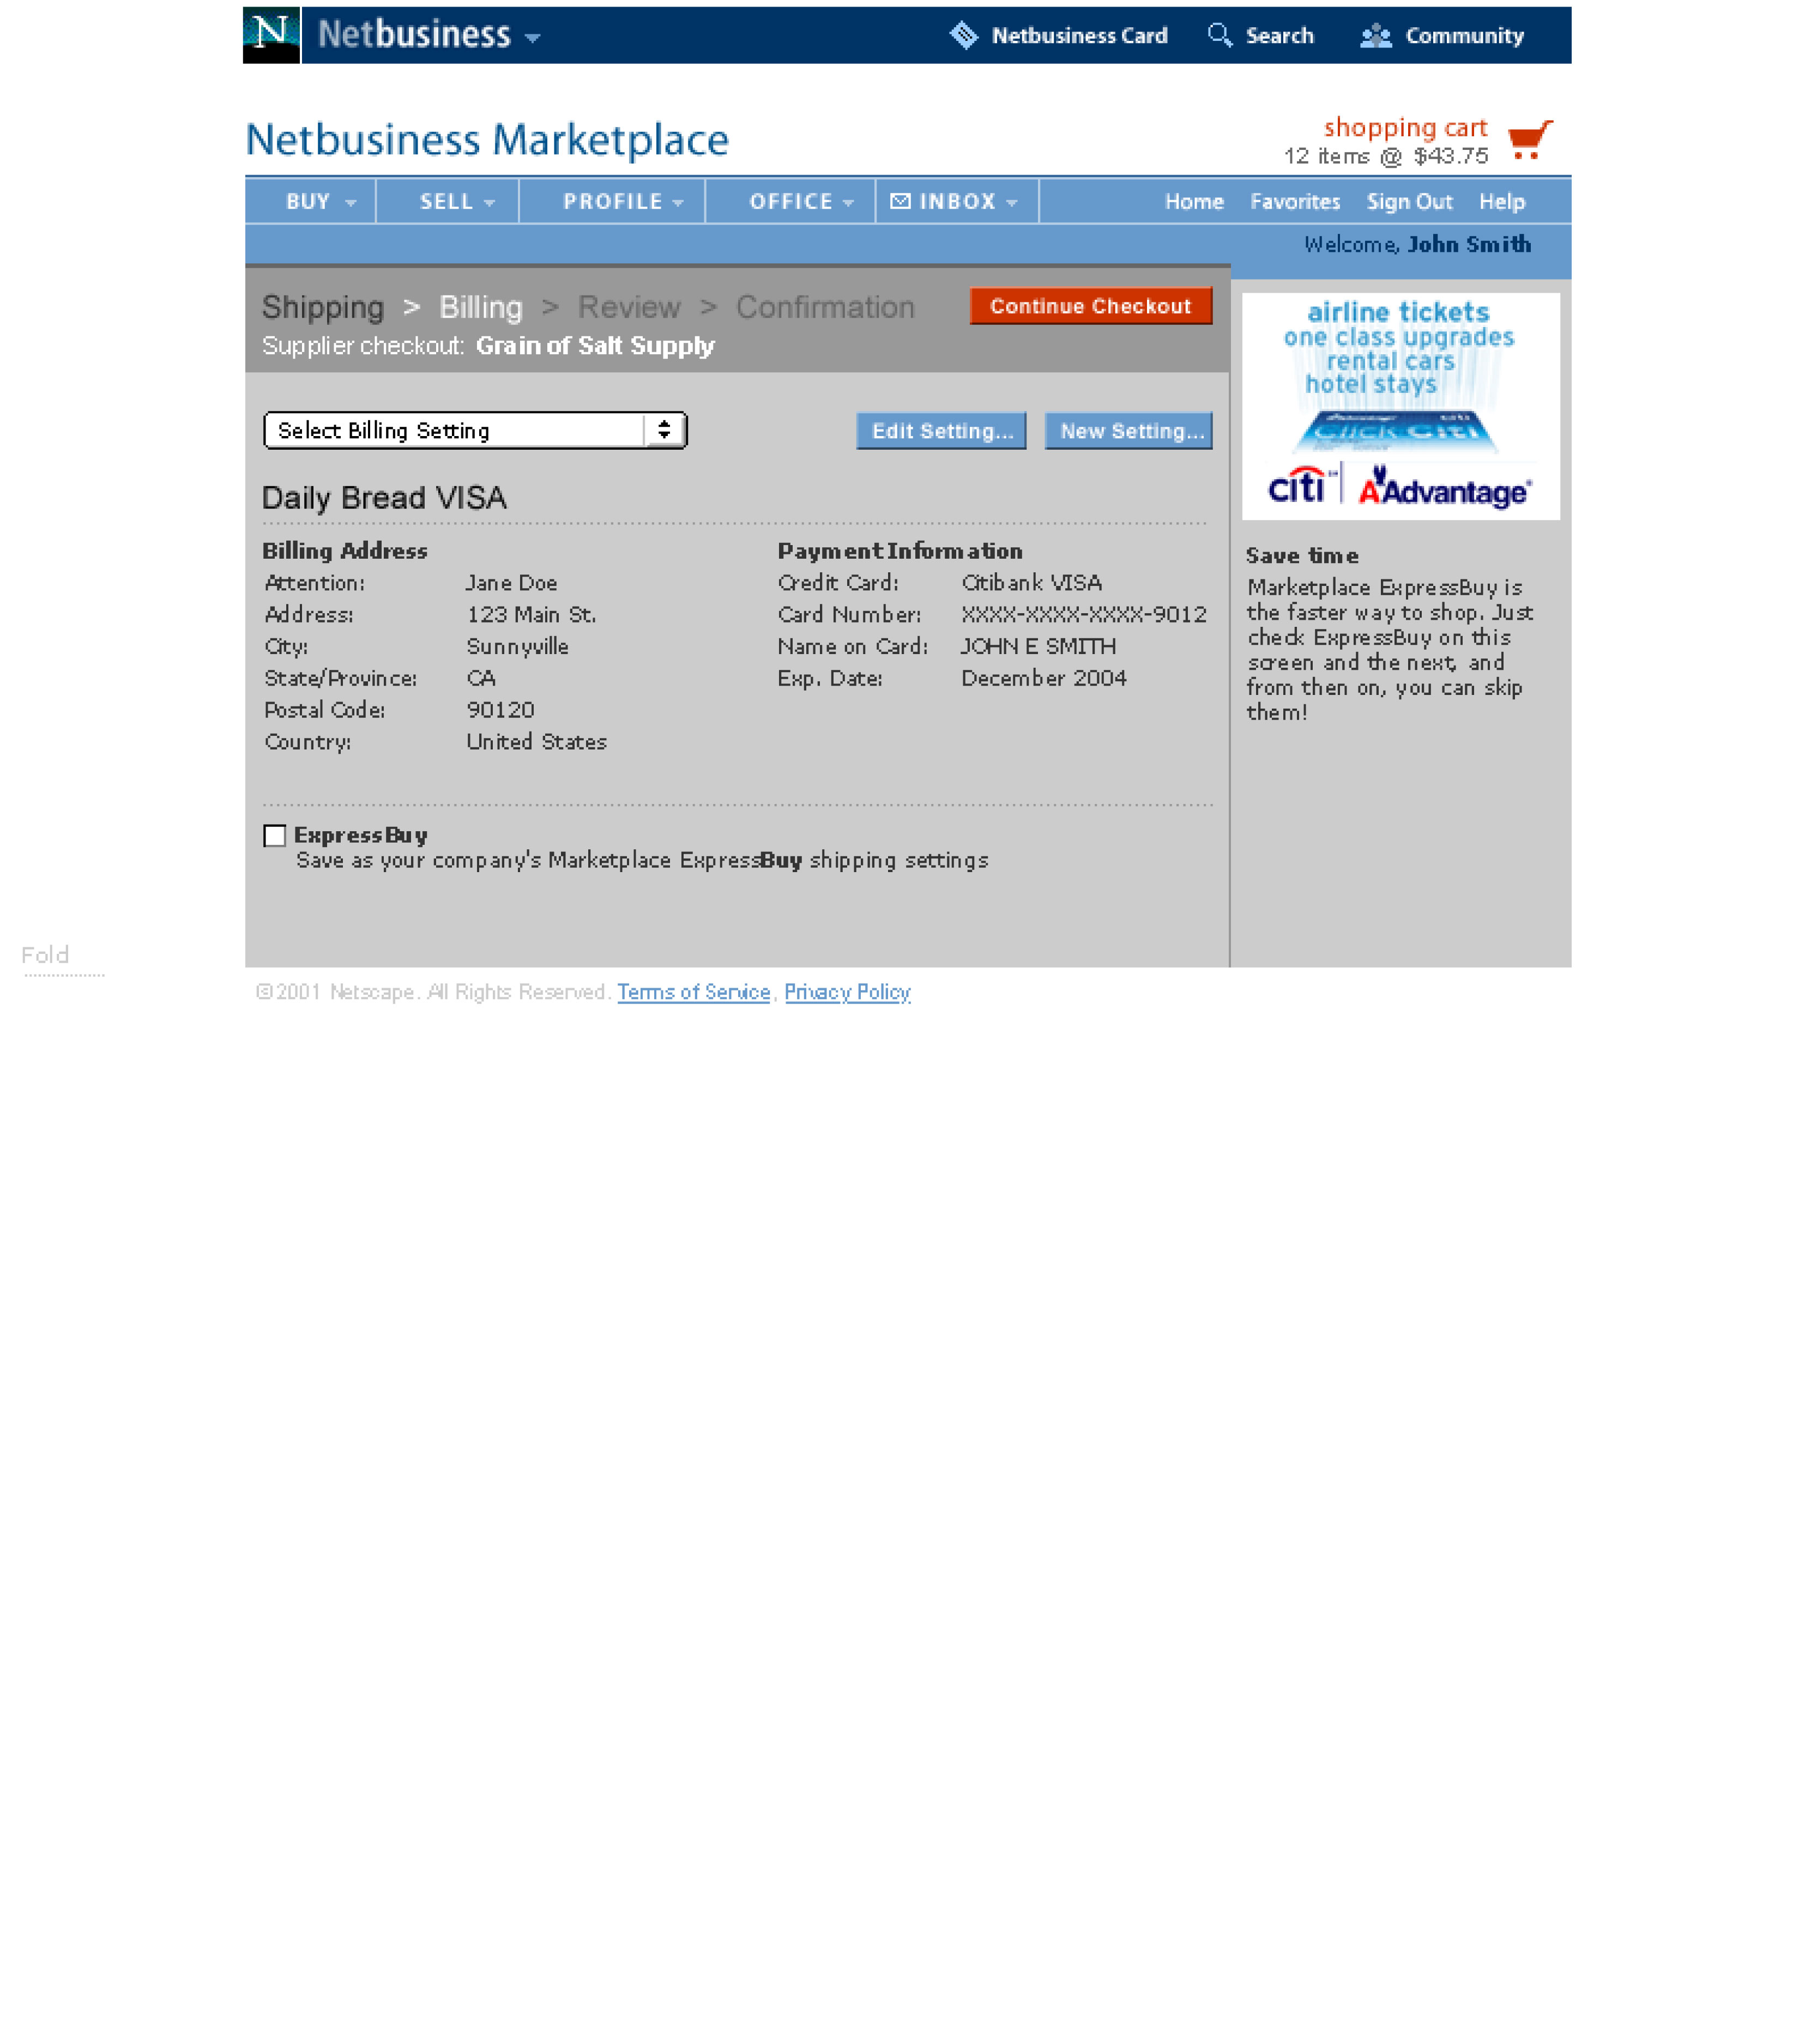 N Netbusiness Netbusiness Card Search Community
Netbusiness Marketplace
shopping cart
12 items @ $43.75
BUY SELL PROFILE OFFICE INBOX Home Favorites Sign Out Help
Welcome, John Smith
Shipping > Billing > Review > Confirmation Continue Checkout
Supplier checkout: Grain of Salt Supply
airline tickets
one class upgrades
rental cars
hotel stays
Click Citi
citi AAdvantage
Select Billing Setting Edit Setting... New Setting...
Daily Bread VISA
Billing Address Payment Information
Attention: Jane Doe Credit Card: Citibank VISA
Address: 123 Main St. Card Number: XXXX-XXXX-XXXX-9012
City: Sunnyville Name on Card: JOHN E SMITH
State/Province: CA Exp. Date: December 2004
Postal Code: 90120
Country: United States
Save time
Marketplace ExpressBuy is
the faster way to shop. Just
check ExpressBuy on this
screen and the next, and
from then on, you can skip
them!
ExpressBuy
Save as your company's Marketplace ExpressBuy shipping settings
Fold
©2001 Netscape. All Rights Reserved. Terms of Service, Privacy Policy